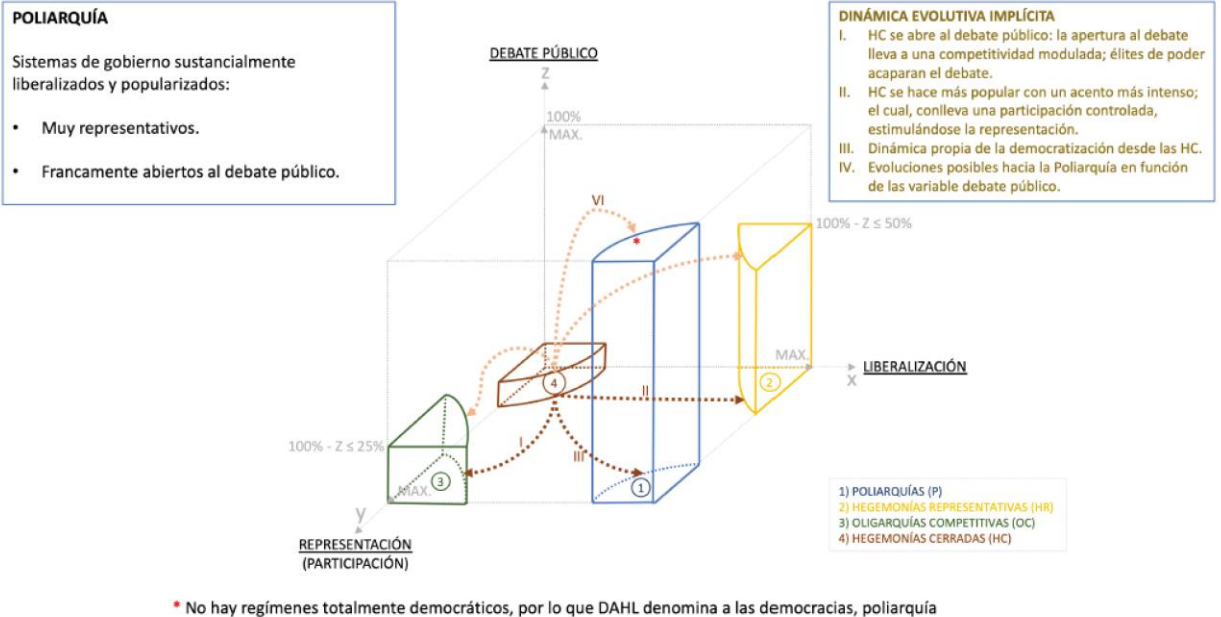 POLIARQUÍA
Sistemas de gobierno sustancialmente
liberalizados y popularizados:
• Muy representativos.
• Francamente abiertos al debate público.
DINÁMICA EVOLUTIVA IMPLÍCITA
I. HC se abre al debate público: la apertura al debate
lleva a una competitividad modulada; élites de poder
acaparan el debate.
II. HC se hace más popular con un acento más intenso;
el cual, conlleva una participación controlada,
estimulándose la representación.
III. Dinámica propia de la democratización desde las HC.
IV. Evoluciones posibles hacia la Poliarquía en función
de las variable debate público.
DEBATE PÚBLICO
Z
100%
MAX.
VI
*
100% - Z ≤ 50%
MAX.
LIBERALIZACIÓN
X
4
II
2
100% - Z ≤ 25%
I
III
3
1
MAX.
y
REPRESENTACIÓN
(PARTICIPACIÓN)
1) POLIARQUÍAS (P)
2) HEGEMONÍAS REPRESENTATIVAS (HR)
3) OLIGARQUÍAS COMPETITIVAS (OC)
4) HEGEMONÍAS CERRADAS (HC)
* No hay regímenes totalmente democráticos, por lo que DAHL denomina a las democracias, poliarquía